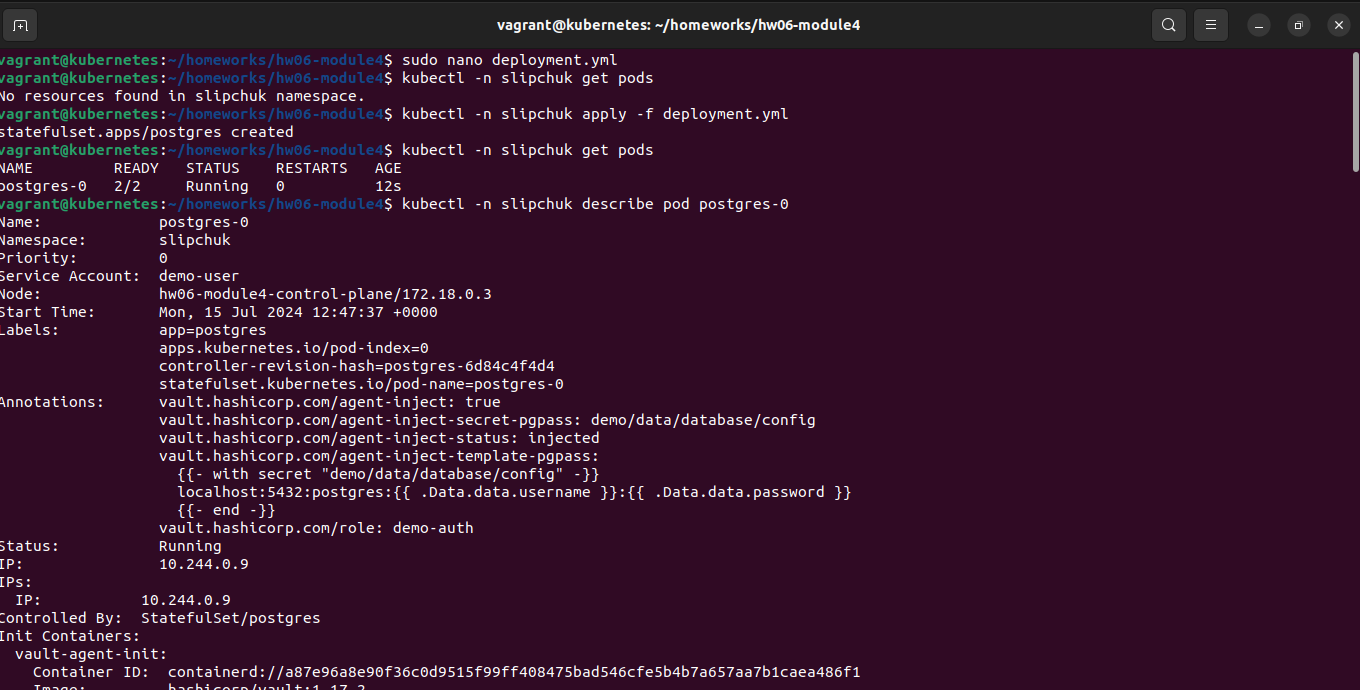 vagrant@kubernetes: ~/homeworks/hw06-module4
vagrant@kubernetes:~/homeworks/hw06-module4$ sudo nano deployment.yml
vagrant@kubernetes:~/homeworks/hw06-module4$ kubectl -n slipchuk get pods
No resources found in slipchuk namespace.
vagrant@kubernetes:~/homeworks/hw06-module4$ kubectl -n slipchuk apply -f deployment.yml
statefulset.apps/postgres created
vagrant@kubernetes:~/homeworks/hw06-module4$ kubectl -n slipchuk get pods
NAME         READY   STATUS    RESTARTS   AGE
postgres-0   2/2     Running   0          12s
vagrant@kubernetes:~/homeworks/hw06-module4$ kubectl -n slipchuk describe pod postgres-0
Name:             postgres-0
Namespace:        slipchuk
Priority:         0
Service Account:  demo-user
Node:             hw06-module4-control-plane/172.18.0.3
Start Time:       Mon, 15 Jul 2024 12:47:37 +0000
Labels:           app=postgres
                  apps.kubernetes.io/pod-index=0
                  controller-revision-hash=postgres-6d84c4f4d4
                  statefulset.kubernetes.io/pod-name=postgres-0
Annotations:      vault.hashicorp.com/agent-inject: true
                  vault.hashicorp.com/agent-inject-secret-pgpass: demo/data/database/config
                  vault.hashicorp.com/agent-inject-status: injected
                  vault.hashicorp.com/agent-inject-template-pgpass:
                    {{- with secret "demo/data/database/config" -}}
                    localhost:5432:postgres:{{ .Data.data.username }}:{{ .Data.data.password }}
                    {{- end -}}
                  vault.hashicorp.com/role: demo-auth
Status:           Running
IP:               10.244.0.9
IPs:
  IP:           10.244.0.9
Controlled By:  StatefulSet/postgres
Init Containers:
  vault-agent-init:
    Container ID:  containerd://a87e96a8e90f36c0d9515f99ff408475bad546cfe5b4b7a657aa7b1caea486f1
    Image:         hashicorp/vault:1.17.2